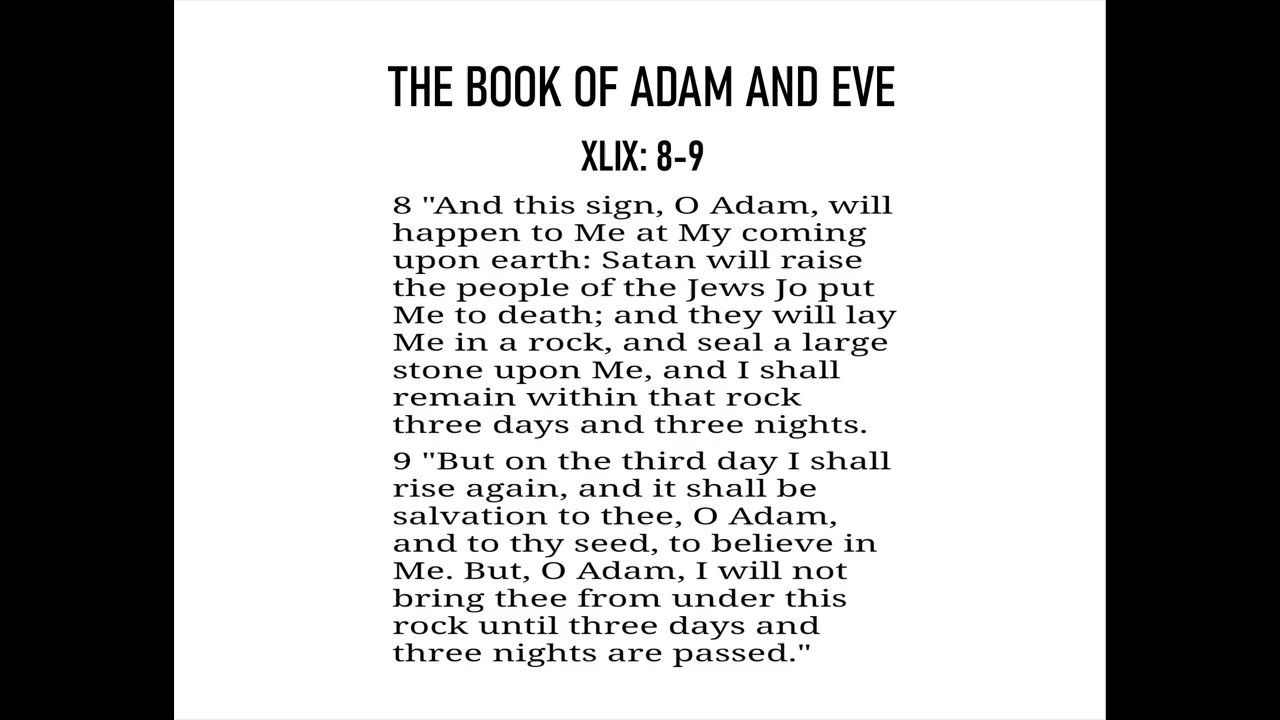 THE BOOK OF ADAM AND EVE
XLIX: 8-9
8 "And this sign, O Adam, will
happen to Me at My coming
upon earth: Satan will raise
the people of the Jews Jo put
Me to death; and they will lay
Me in a rock, and seal a large
stone upon Me, and I shall
remain within that rock
three days and three nights.
9 "But on the third day I shall
rise again, and it shall be
salvation to thee, O Adam,
and to thy seed, to believe in
Me. But, O Adam, I will not
bring thee from under this
rock until three days and
three nights are passed."